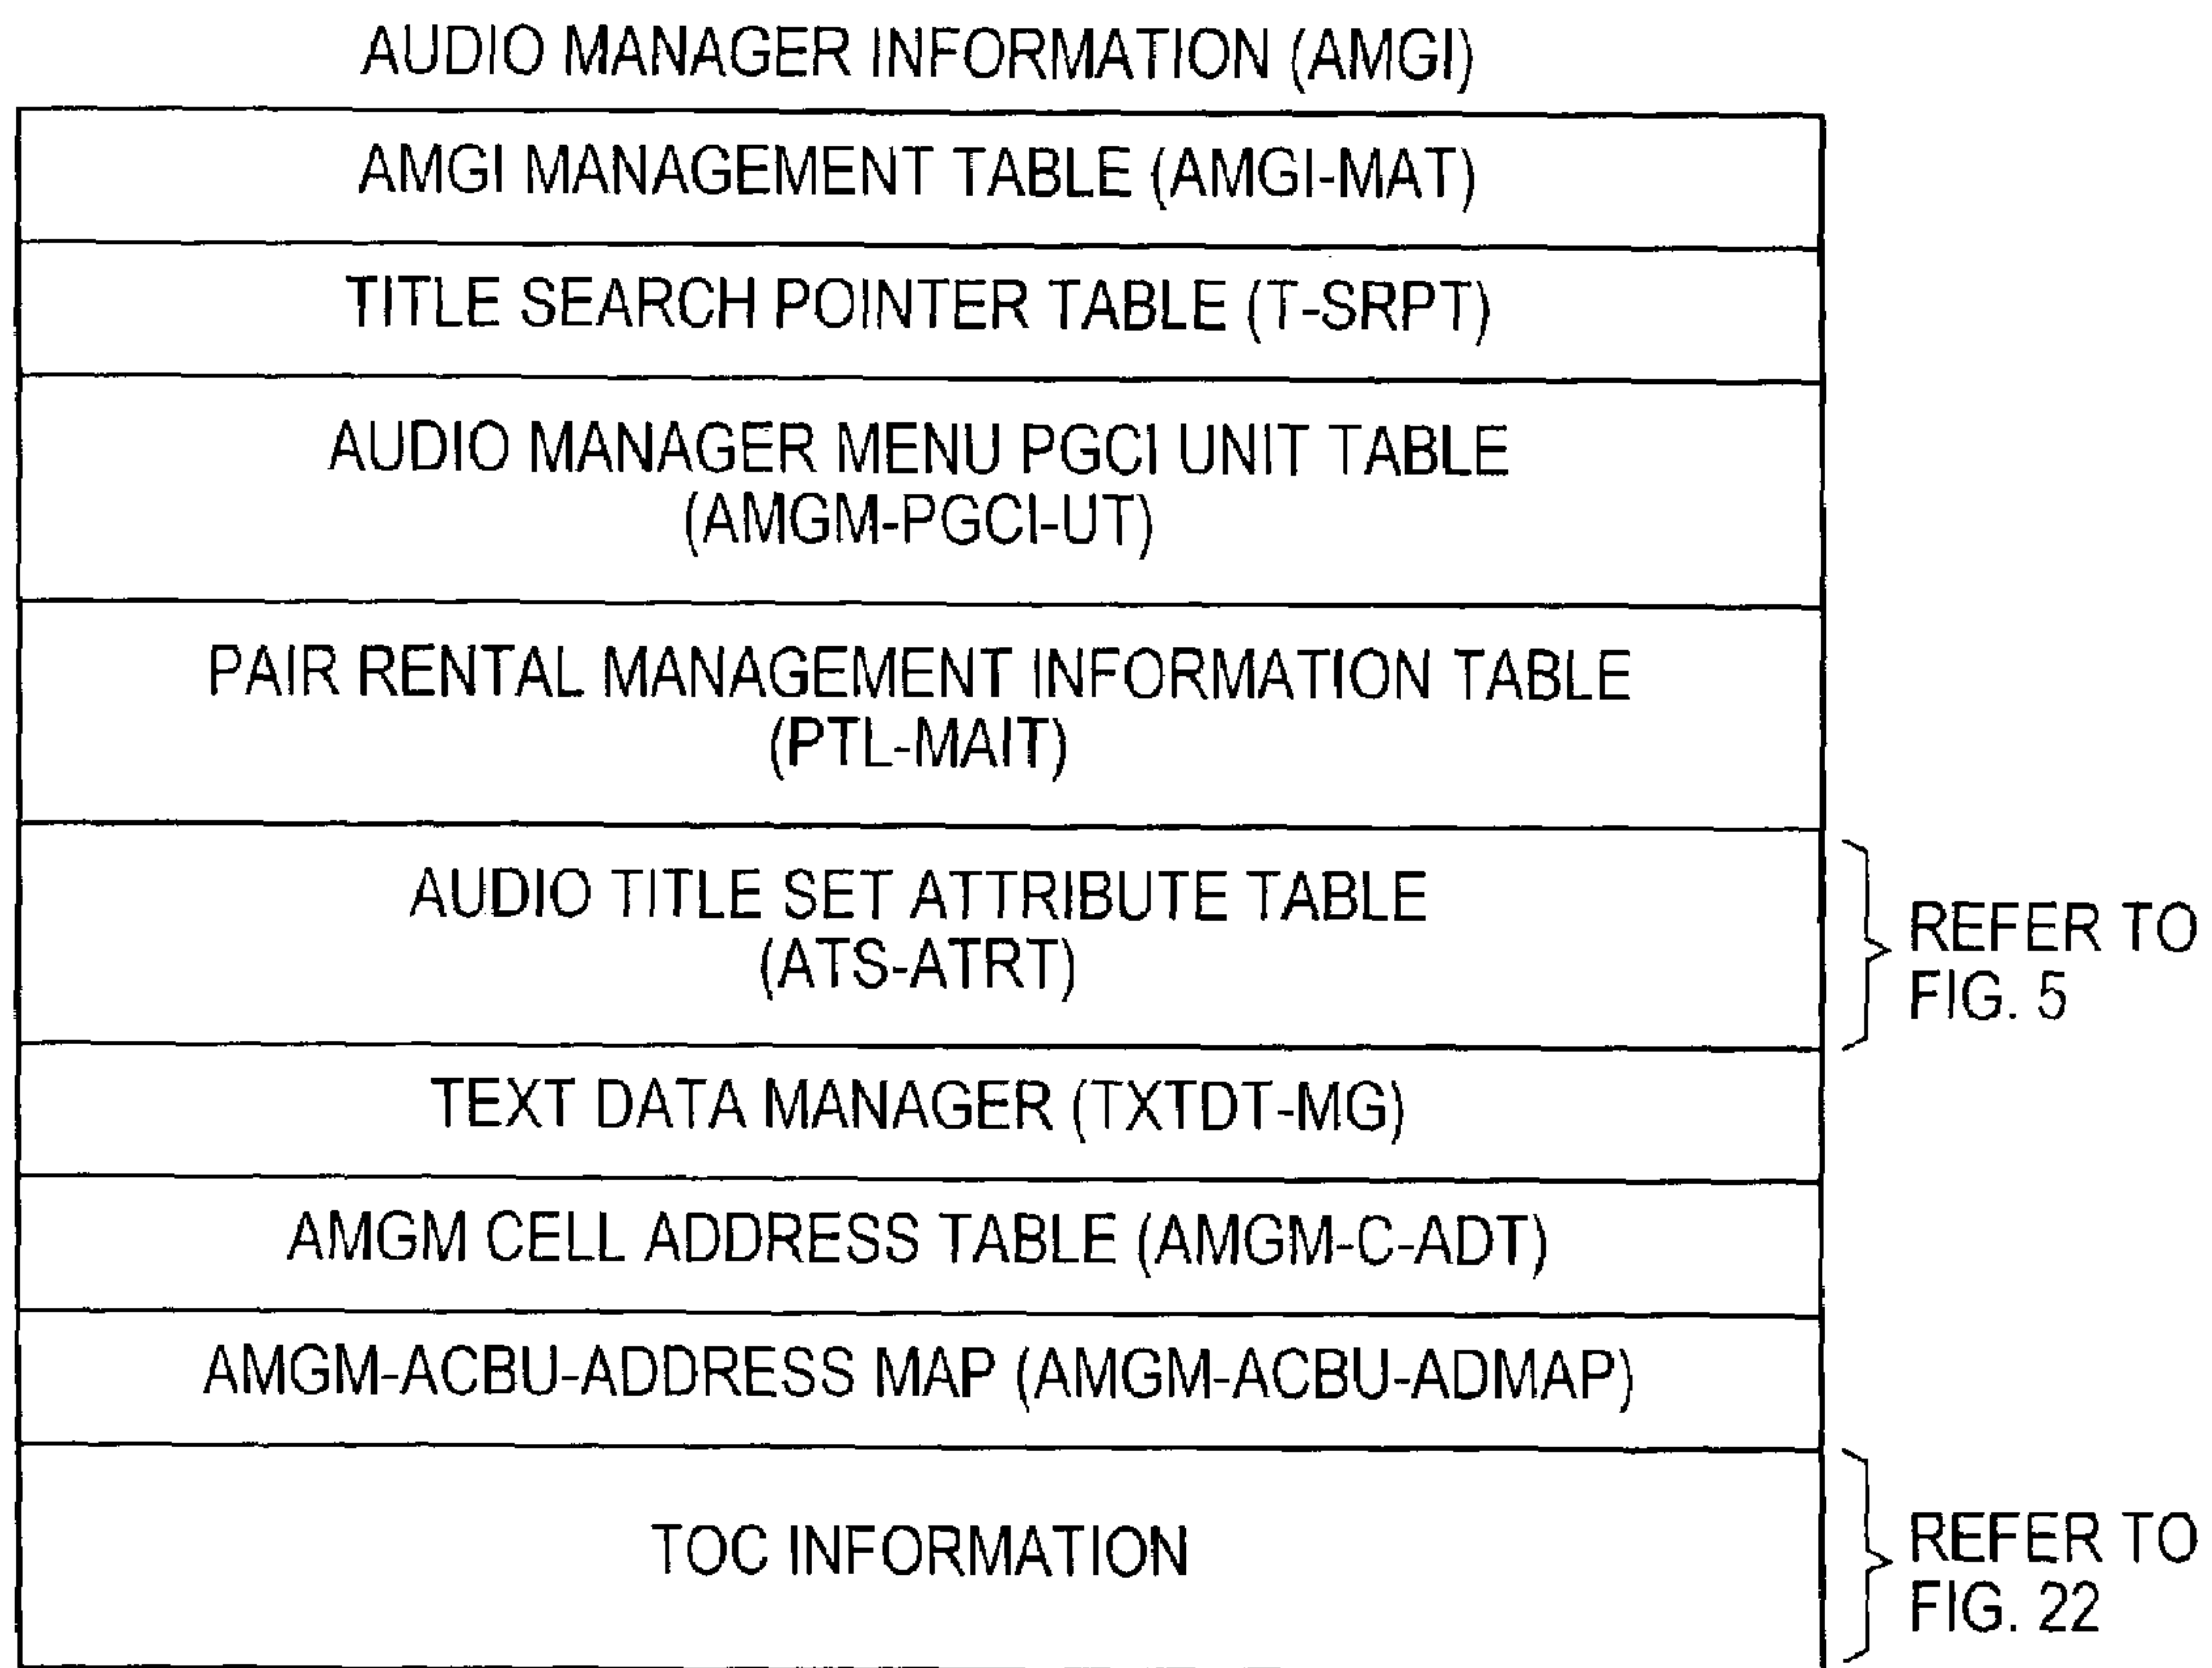 AUDIO MANAGER INFORMATION (AMGI)
AMGI MANAGEMENT TABLE (AMGI-MAT)
TITLE SEARCH POINTER TABLE (T-SRPT)
AUDIO MANAGER MENU PGCI UNIT TABLE
(AMGM-PGCI-UT)
PAIR RENTAL MANAGEMENT INFORMATION TABLE
(PTL-MAIT)
AUDIO TITLE SET ATTRIBUTE TABLE
(ATS-ATRT)
REFER TO
FIG. 5
TEXT DATA MANAGER (TXTDT-MG)
AMGM CELL ADDRESS TABLE (AMGM-C-ADT)
AMGM-ACBU-ADDRESS MAP (AMGM-ACBU-ADMAP)
TOC INFORMATION
REFER TO
FIG. 22